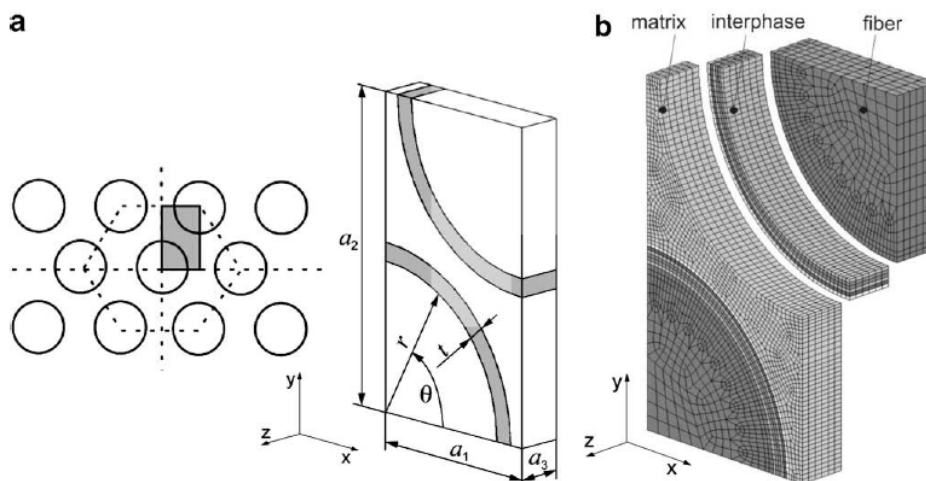 a
b
matrix interphase fiber
a₂
r
t
θ
y
z
x
a₁
a₃
y
z
x